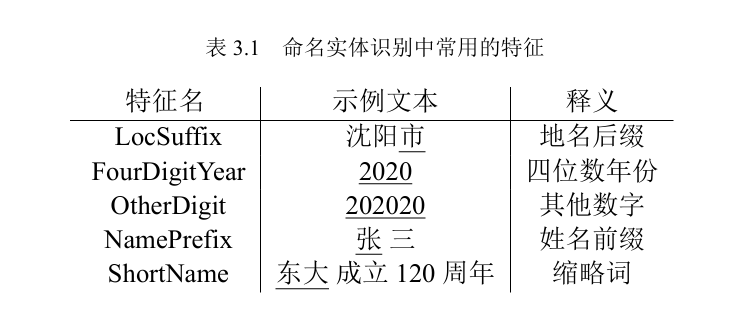 表 3.1 命名实体识别中常用的特征
特征名 示例文本 释义
LocSuffix 沈阳市 地名后缀
FourDigitYear 2020 四位数年份
OtherDigit 202020 其他数字
NamePrefix 张 三 姓名前缀
ShortName 东大 成立 120 周年 缩略词